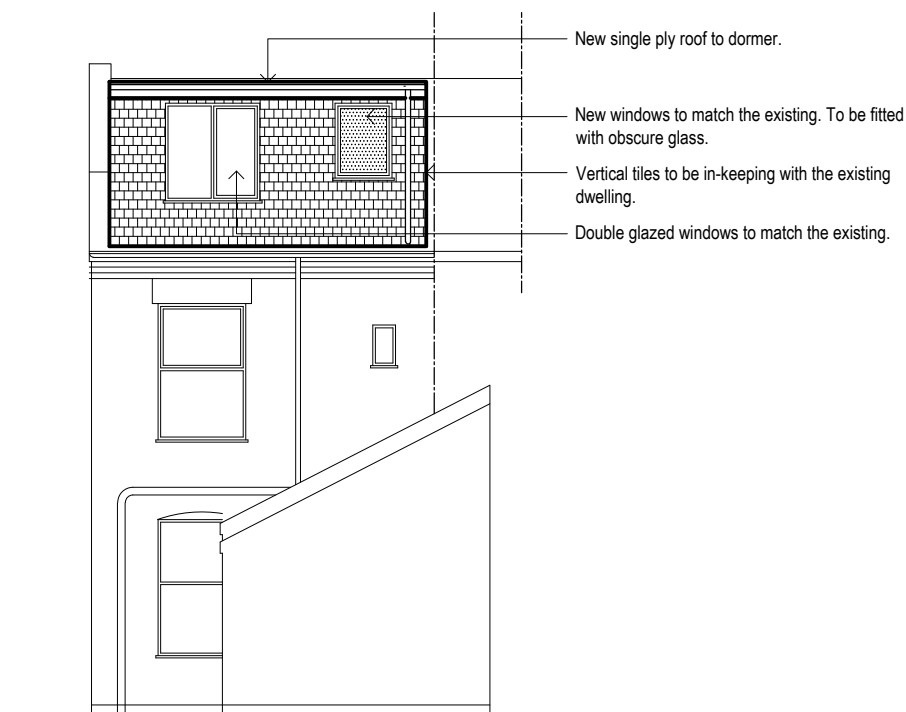 New single ply roof to dormer.
New windows to match the existing. To be fitted
with obscure glass.
Vertical tiles to be in-keeping with the existing
dwelling.
Double glazed windows to match the existing.